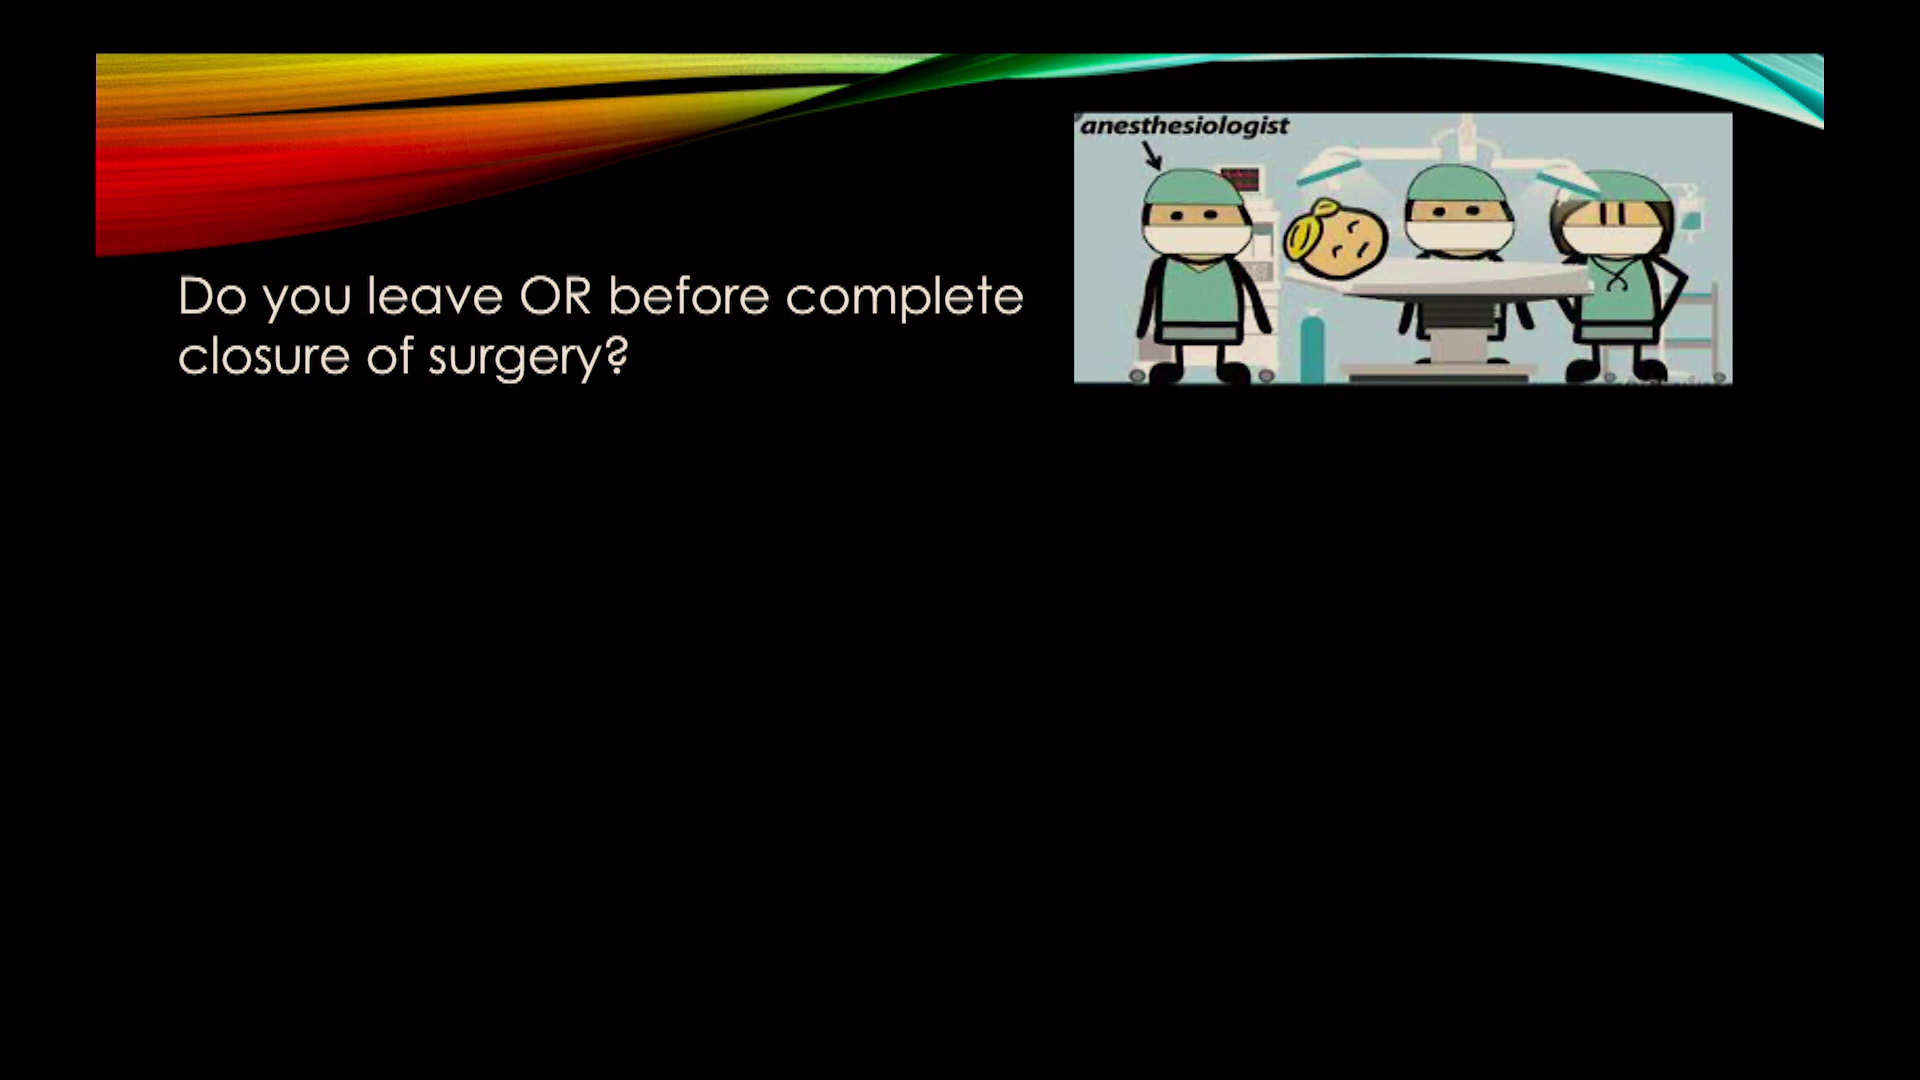 anesthesiologist
Do you leave OR before complete
closure of surgery?